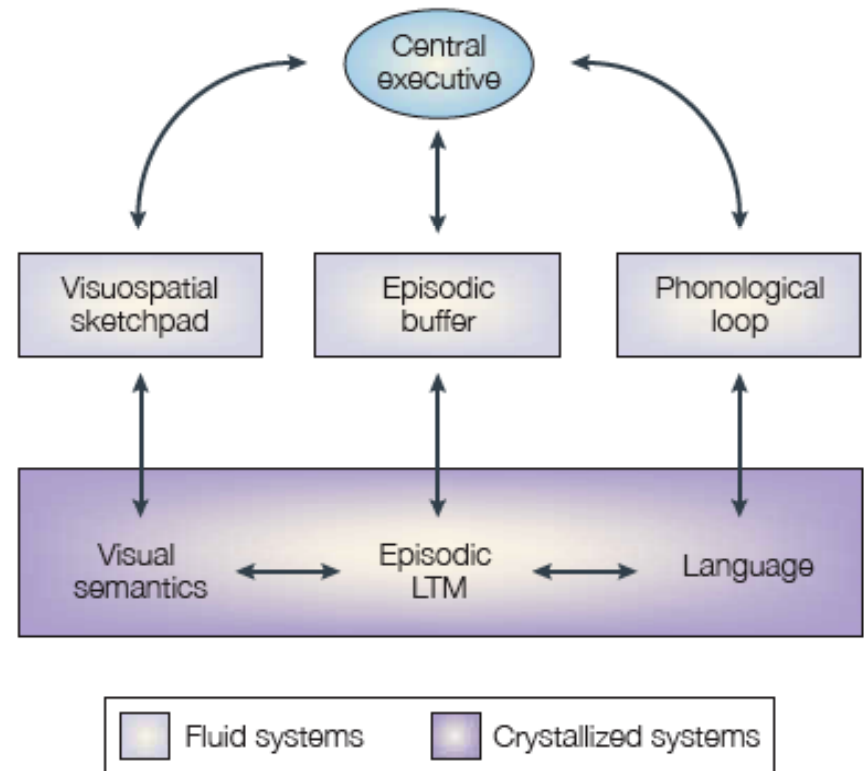 Central
executive
Visuospatial
sketchpad
Episodic
buffer
Phonological
loop
Visual
semantics
Episodic
LTM
Language
Fluid systems
Crystallized systems